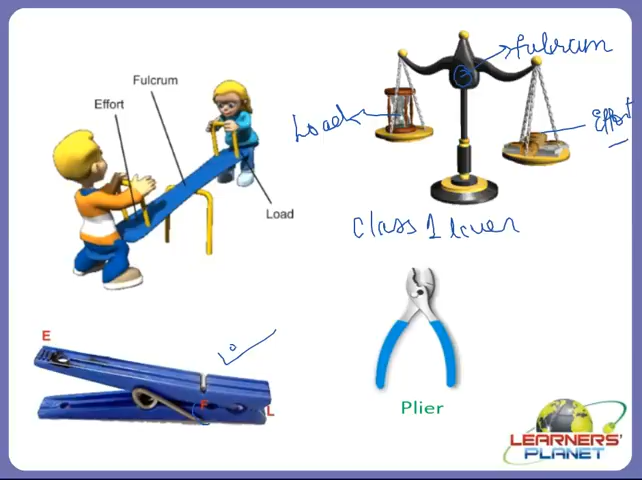 Fulcrum
Effort
Load
fulcrum
Load
Effort
Class 1 lever
E
F
L
Plier
LEARNERS'
PLANET